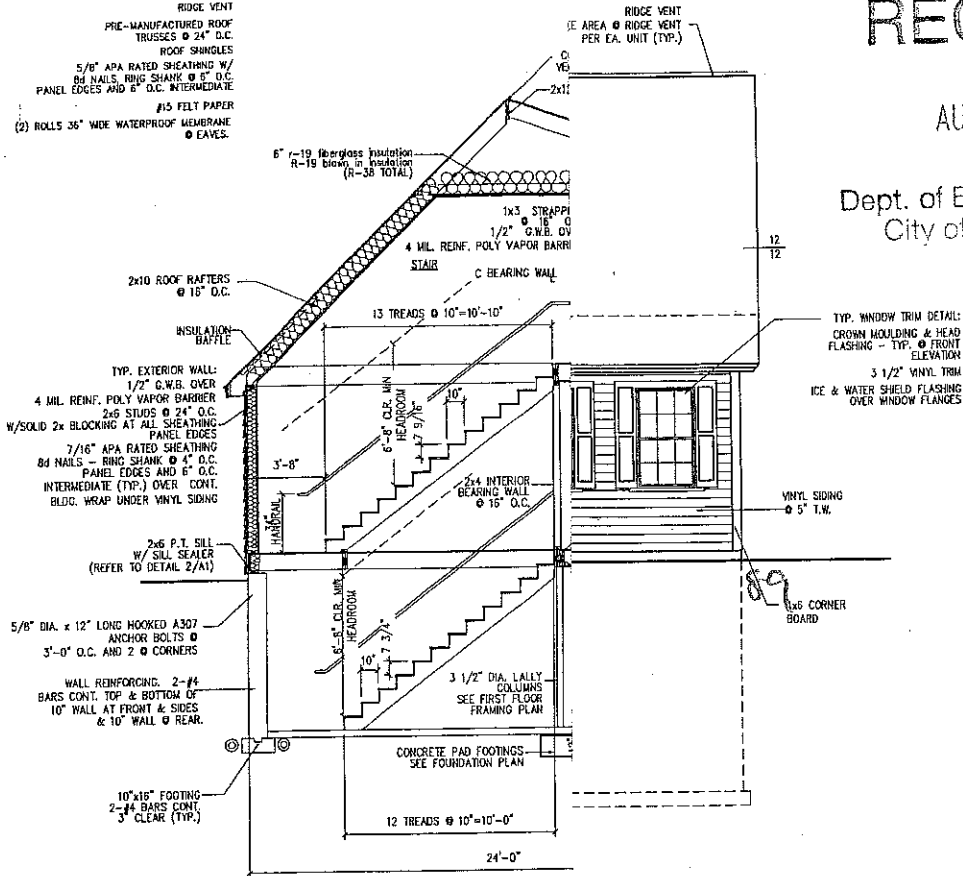 RIDGE VENT
PRE-MANUFACTURED ROOF
TRUSSES @ 24" O.C.
ROOF SHINGLES
5/8" APA RATED SHEATHING W/
8d NAILS, RING SHANK @ 6" O.C.
PANEL EDGES AND 6" O.C. INTERMEDIATE
#15 FELT PAPER
(2) ROLLS 36" WIDE WATERPROOF MEMBRANE
@ EAVES.
RIDGE VENT
E AREA @ RIDGE VENT
PER EA. UNIT (TYP.)
REC
AU
Dept. of B
City of
2x12
6" r-19 fiberglass insulation
R-19 blown in insulation
(R-38 TOTAL)
1x3 STRAPPI
@ 16" O
1/2" G.W.B. OV
4 MIL. REINF. POLY VAPOR BARRI
STAIR
C BEARING WALL
12
12
2x10 ROOF RAFTERS
@ 16" O.C.
13 TREADS @ 10"=10'-10"
INSULATION
BAFFLE
TYP. WINDOW TRIM DETAIL:
CROWN MOULDING & HEAD
FLASHING - TYP. @ FRONT
ELEVATION
3 1/2" VINYL TRIM
ICE & WATER SHIELD FLASHING
OVER WINDOW FLANGES
TYP. EXTERIOR WALL:
1/2" G.W.B. OVER
4 MIL REINF. POLY VAPOR BARRIER
2x6 STUDS @ 24" O.C.
W/SOLID 2x BLOCKING AT ALL SHEATHING
PANEL EDGES
7/16" APA RATED SHEATHING
8d NAILS - RING SHANK @ 4" O.C.
PANEL EDGES AND 6" O.C.
INTERMEDIATE (TYP.) OVER CONT.
BLDG. WRAP UNDER VINYL SIDING
6'-8" CLR. MIN
HEADROOM
10"
7 9/16"
3'-8"
34"
HANDRAIL
2x4 INTERIOR
BEARING WALL
@ 16" O.C.
VINYL SIDING
@ 5" T.W.
2x6 P.T. SILL
W/ SILL SEALER
(REFER TO DETAIL 2/A1)
6'-8" CLR. MIN
HEADROOM
10"
7 3/4"
1x6 CORNER
BOARD
5/8" DIA. x 12" LONG HOOKED A307
ANCHOR BOLTS @
3'-0" O.C. AND 2 @ CORNERS
WALL REINFORCING. 2-#4
BARS CONT. TOP & BOTTOM OF
10" WALL AT FRONT & SIDES
& 10" WALL @ REAR.
3 1/2" DIA. LALLY
COLUMNS
SEE FIRST FLOOR
FRAMING PLAN
CONCRETE PAD FOOTINGS
SEE FOUNDATION PLAN
10"x16" FOOTING
2-#4 BARS CONT.
3" CLEAR (TYP.)
12 TREADS @ 10"=10'-0"
24'-0"